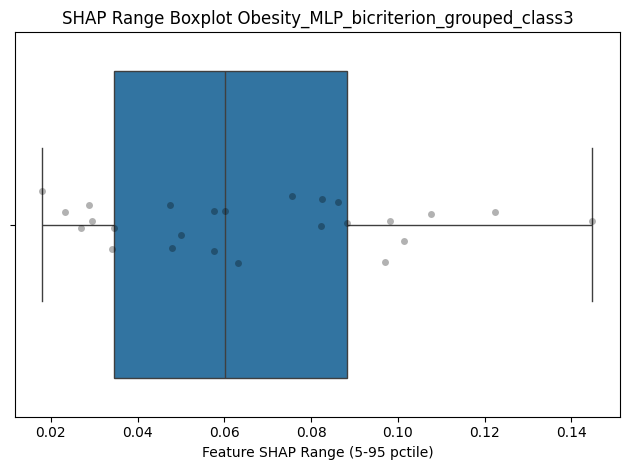 SHAP Range Boxplot Obesity_MLP_bicriterion_grouped_class3
0.02 0.04 0.06 0.08 0.10 0.12 0.14
Feature SHAP Range (5-95 pctile)